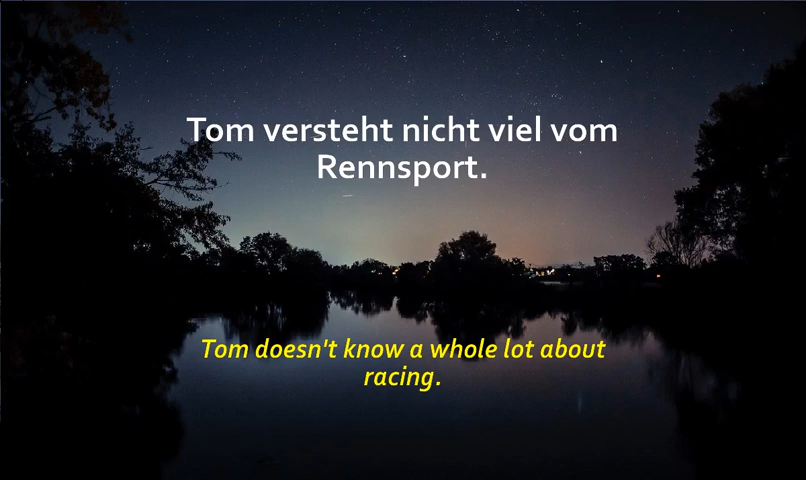 Tom versteht nicht viel vom
Rennsport.
Tom doesn't know a whole lot about
racing.